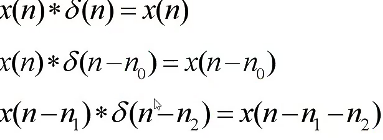 x(n)*δ(n)=x(n)
x(n)*δ(n−n₀)=x(n−n₀)
x(n−n₁)*δ(n−n₂)=x(n−n₁−n₂)